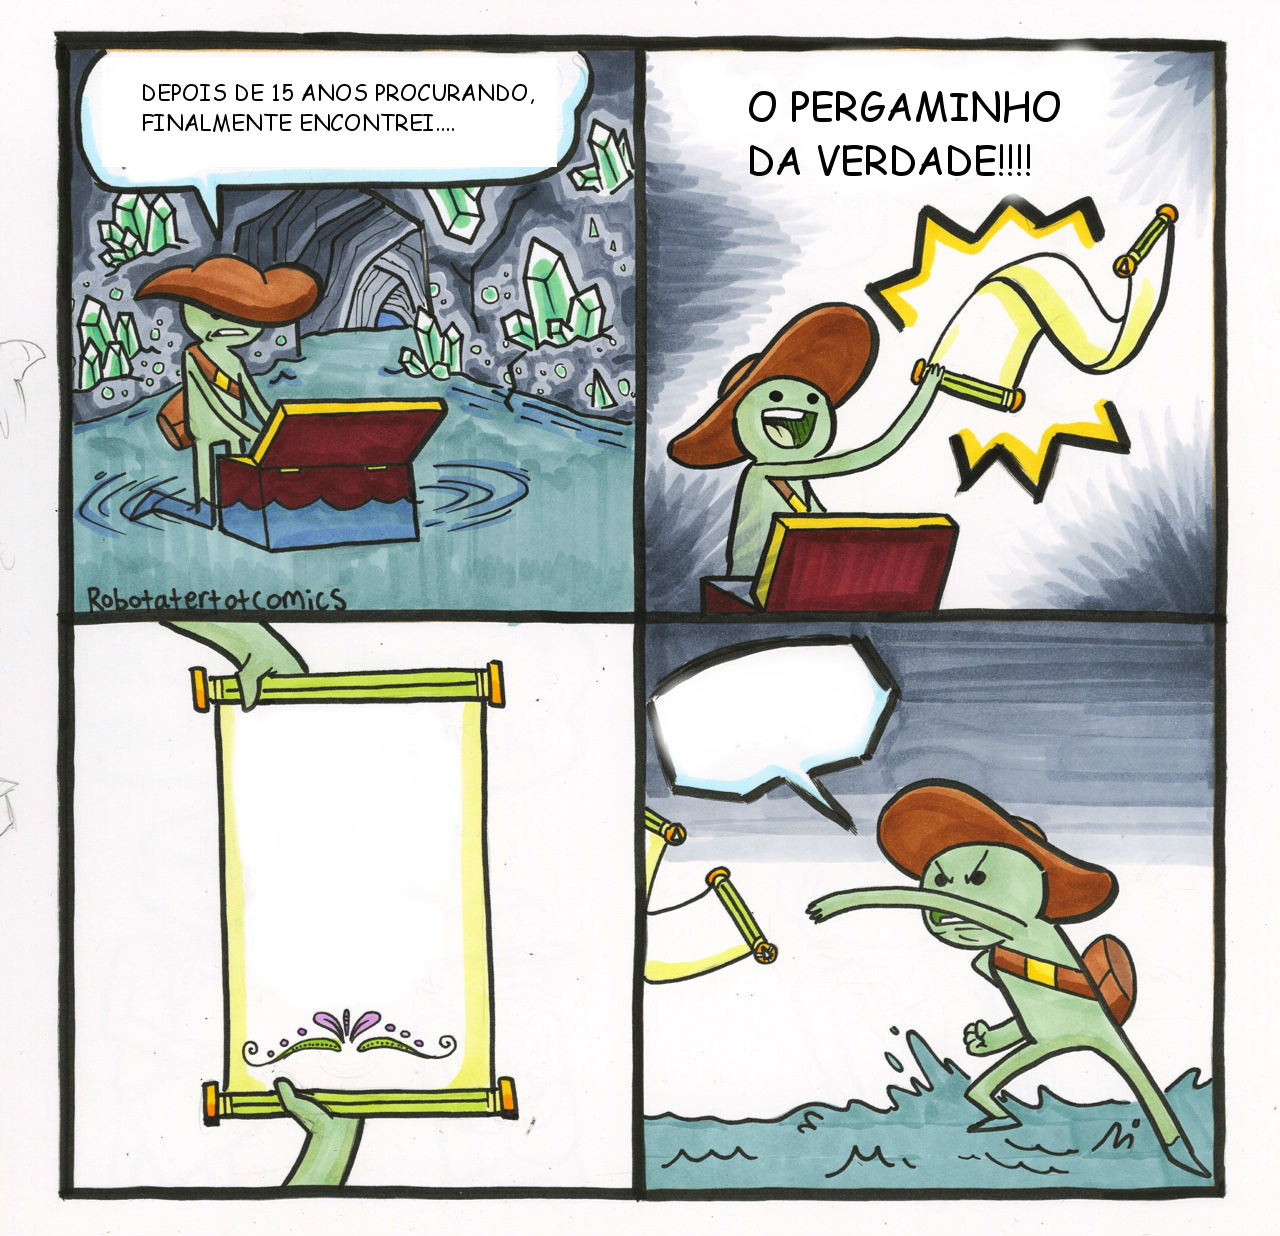 DEPOIS DE 15 ANOS PROCURANDO,
FINALMENTE ENCONTREI....
O PERGAMINHO
DA VERDADE!!!!
Robotatertotcomics